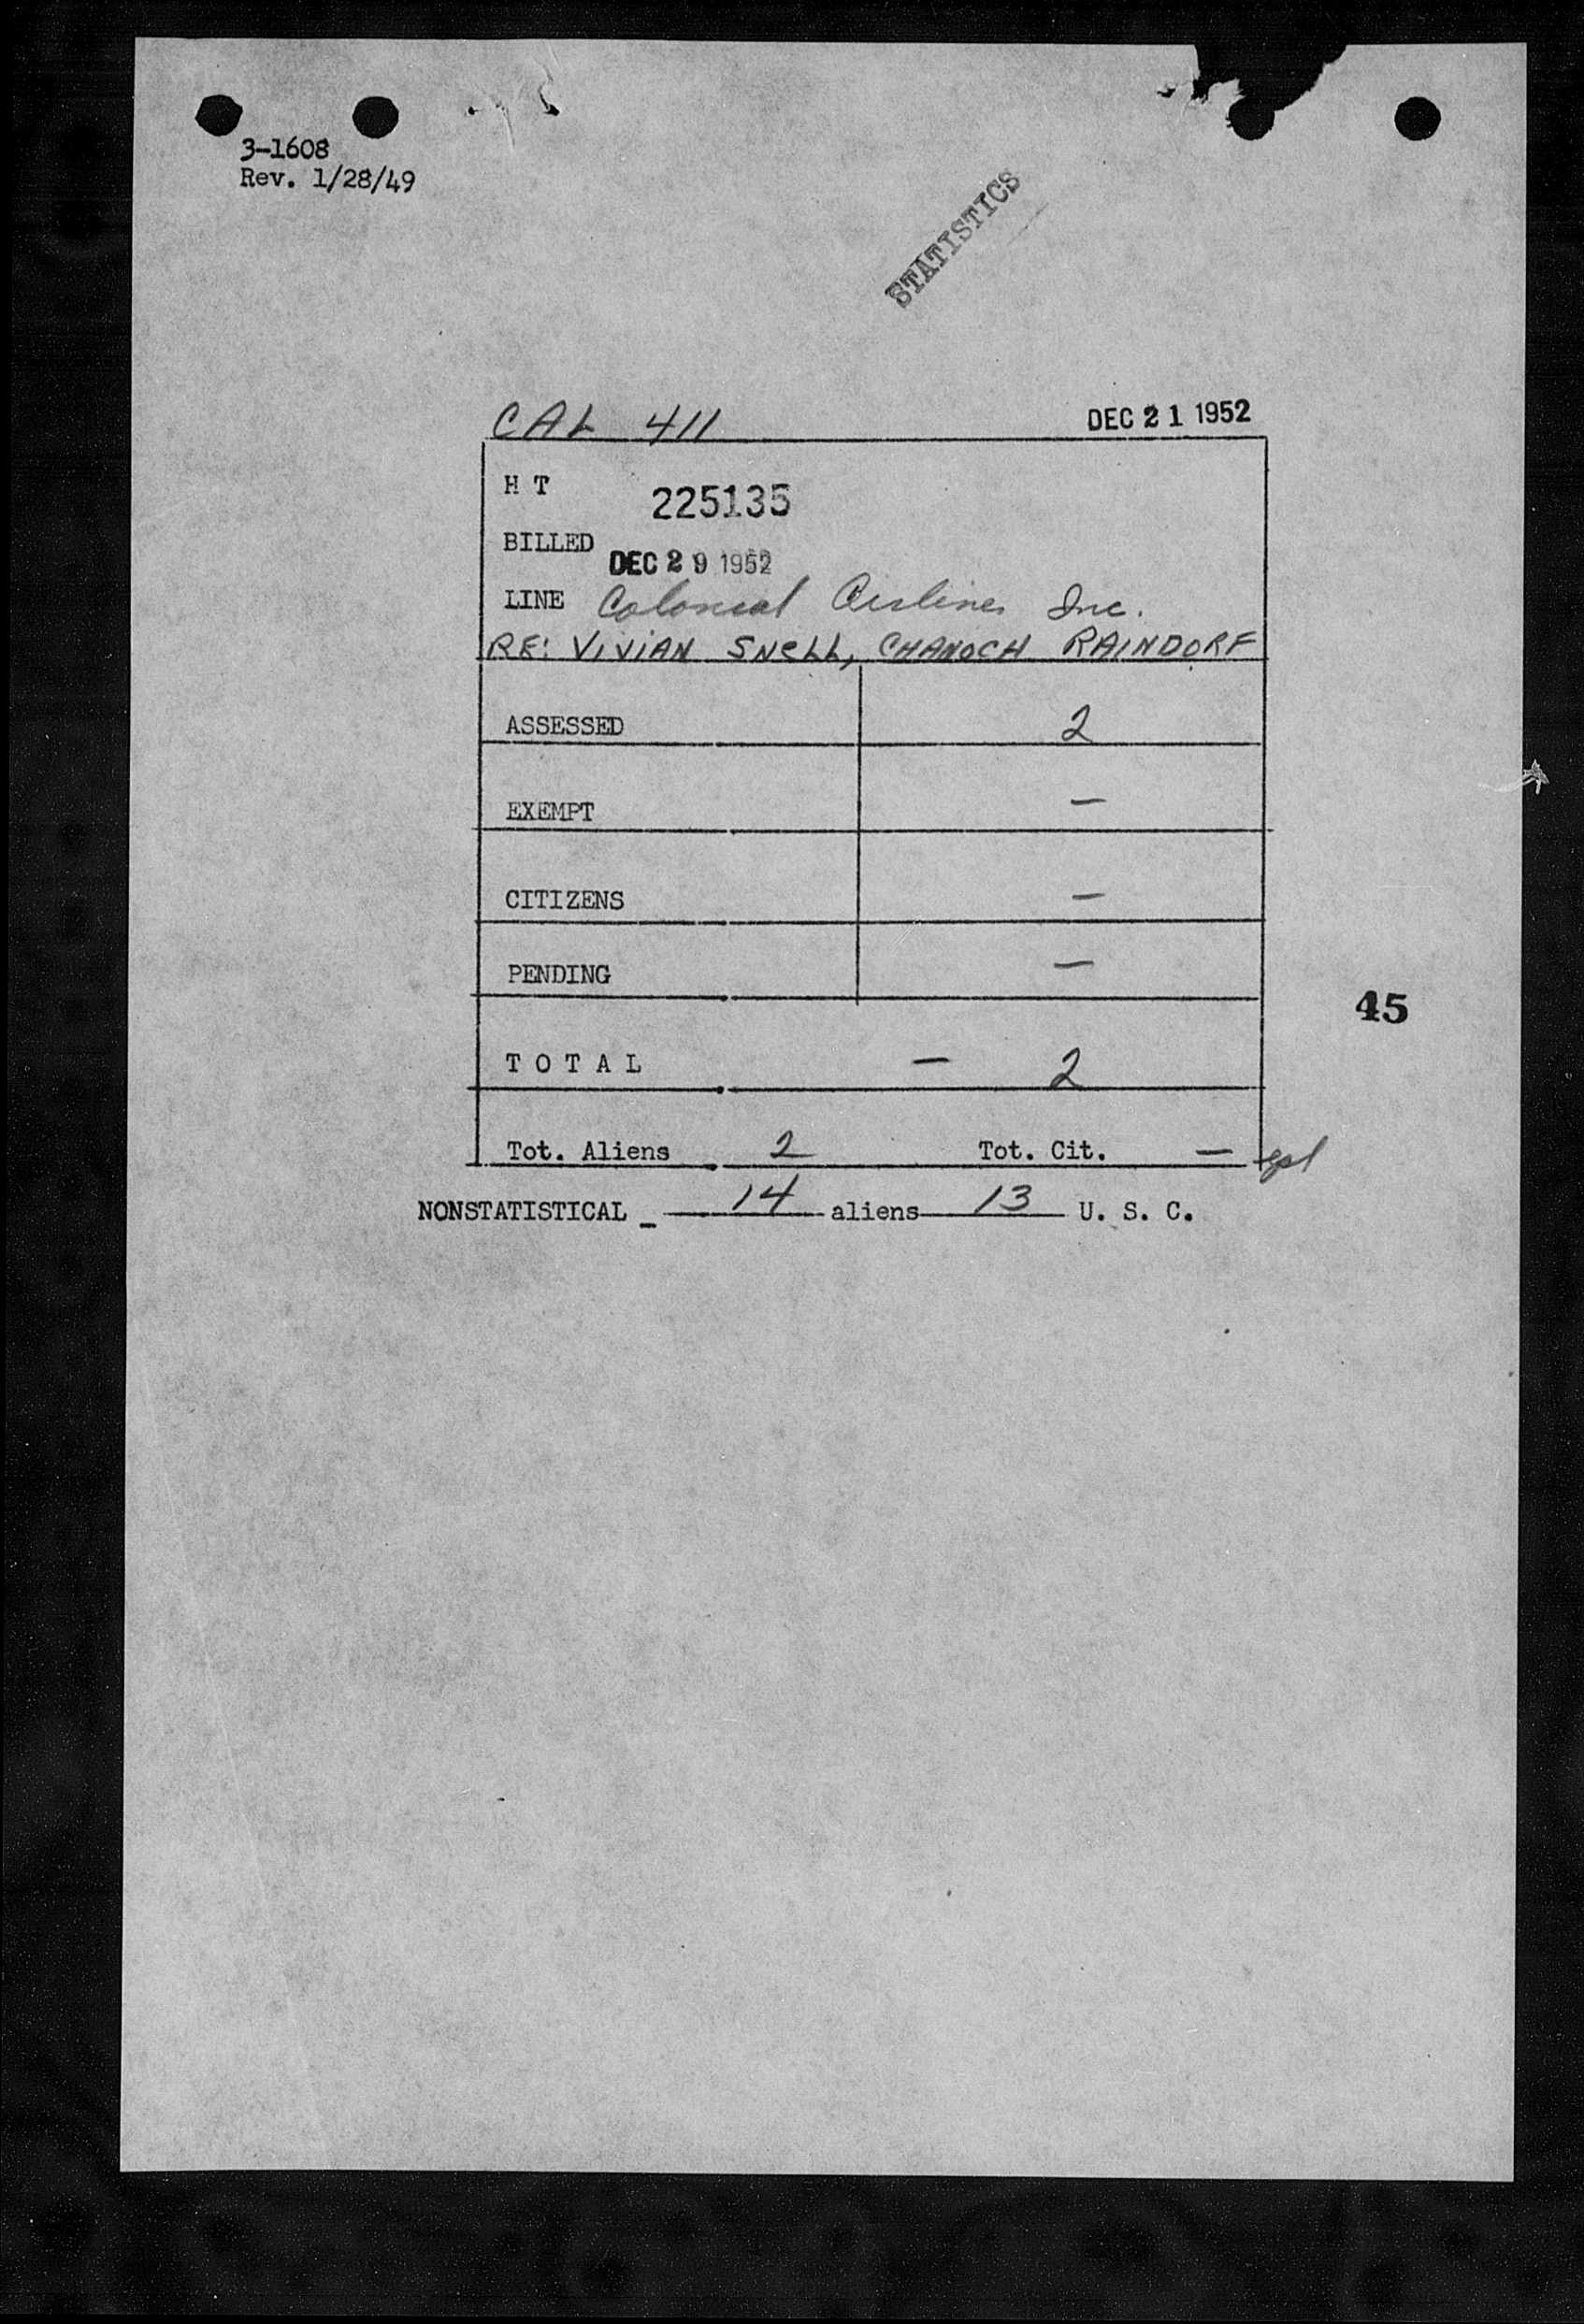 3-1608
Rev. 1/28/49
STATISTICS
CAL 411 DEC 21 1952
H T 225135
BILLED DEC 29 1952
LINE Colonial Airlines Inc.
RE: VIVIAN SNELL, CHANOCH RAINDORF
ASSESSED 2
EXEMPT —
CITIZENS —
PENDING —
45
T O T A L — 2
Tot. Aliens 2 Tot. Cit. —
NONSTATISTICAL _ 14 aliens 13 U. S. C.